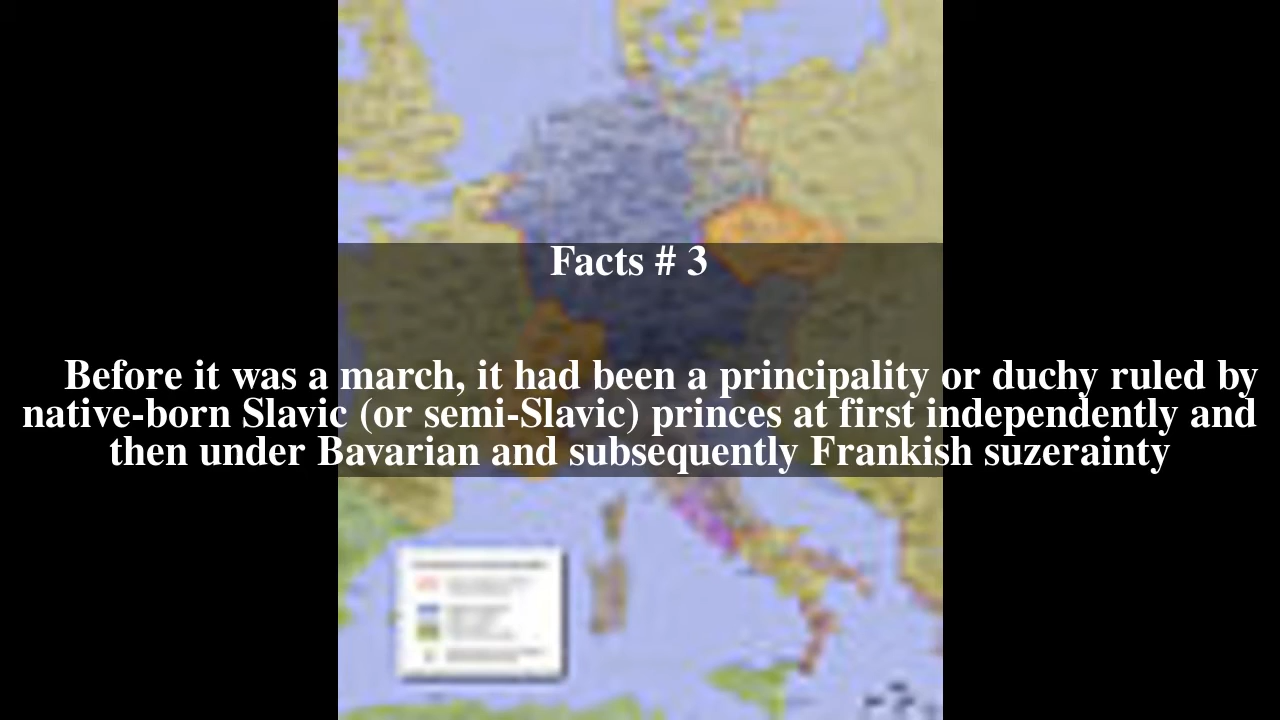 Facts # 3
Before it was a march, it had been a principality or duchy ruled by
native-born Slavic (or semi-Slavic) princes at first independently and
then under Bavarian and subsequently Frankish suzerainty